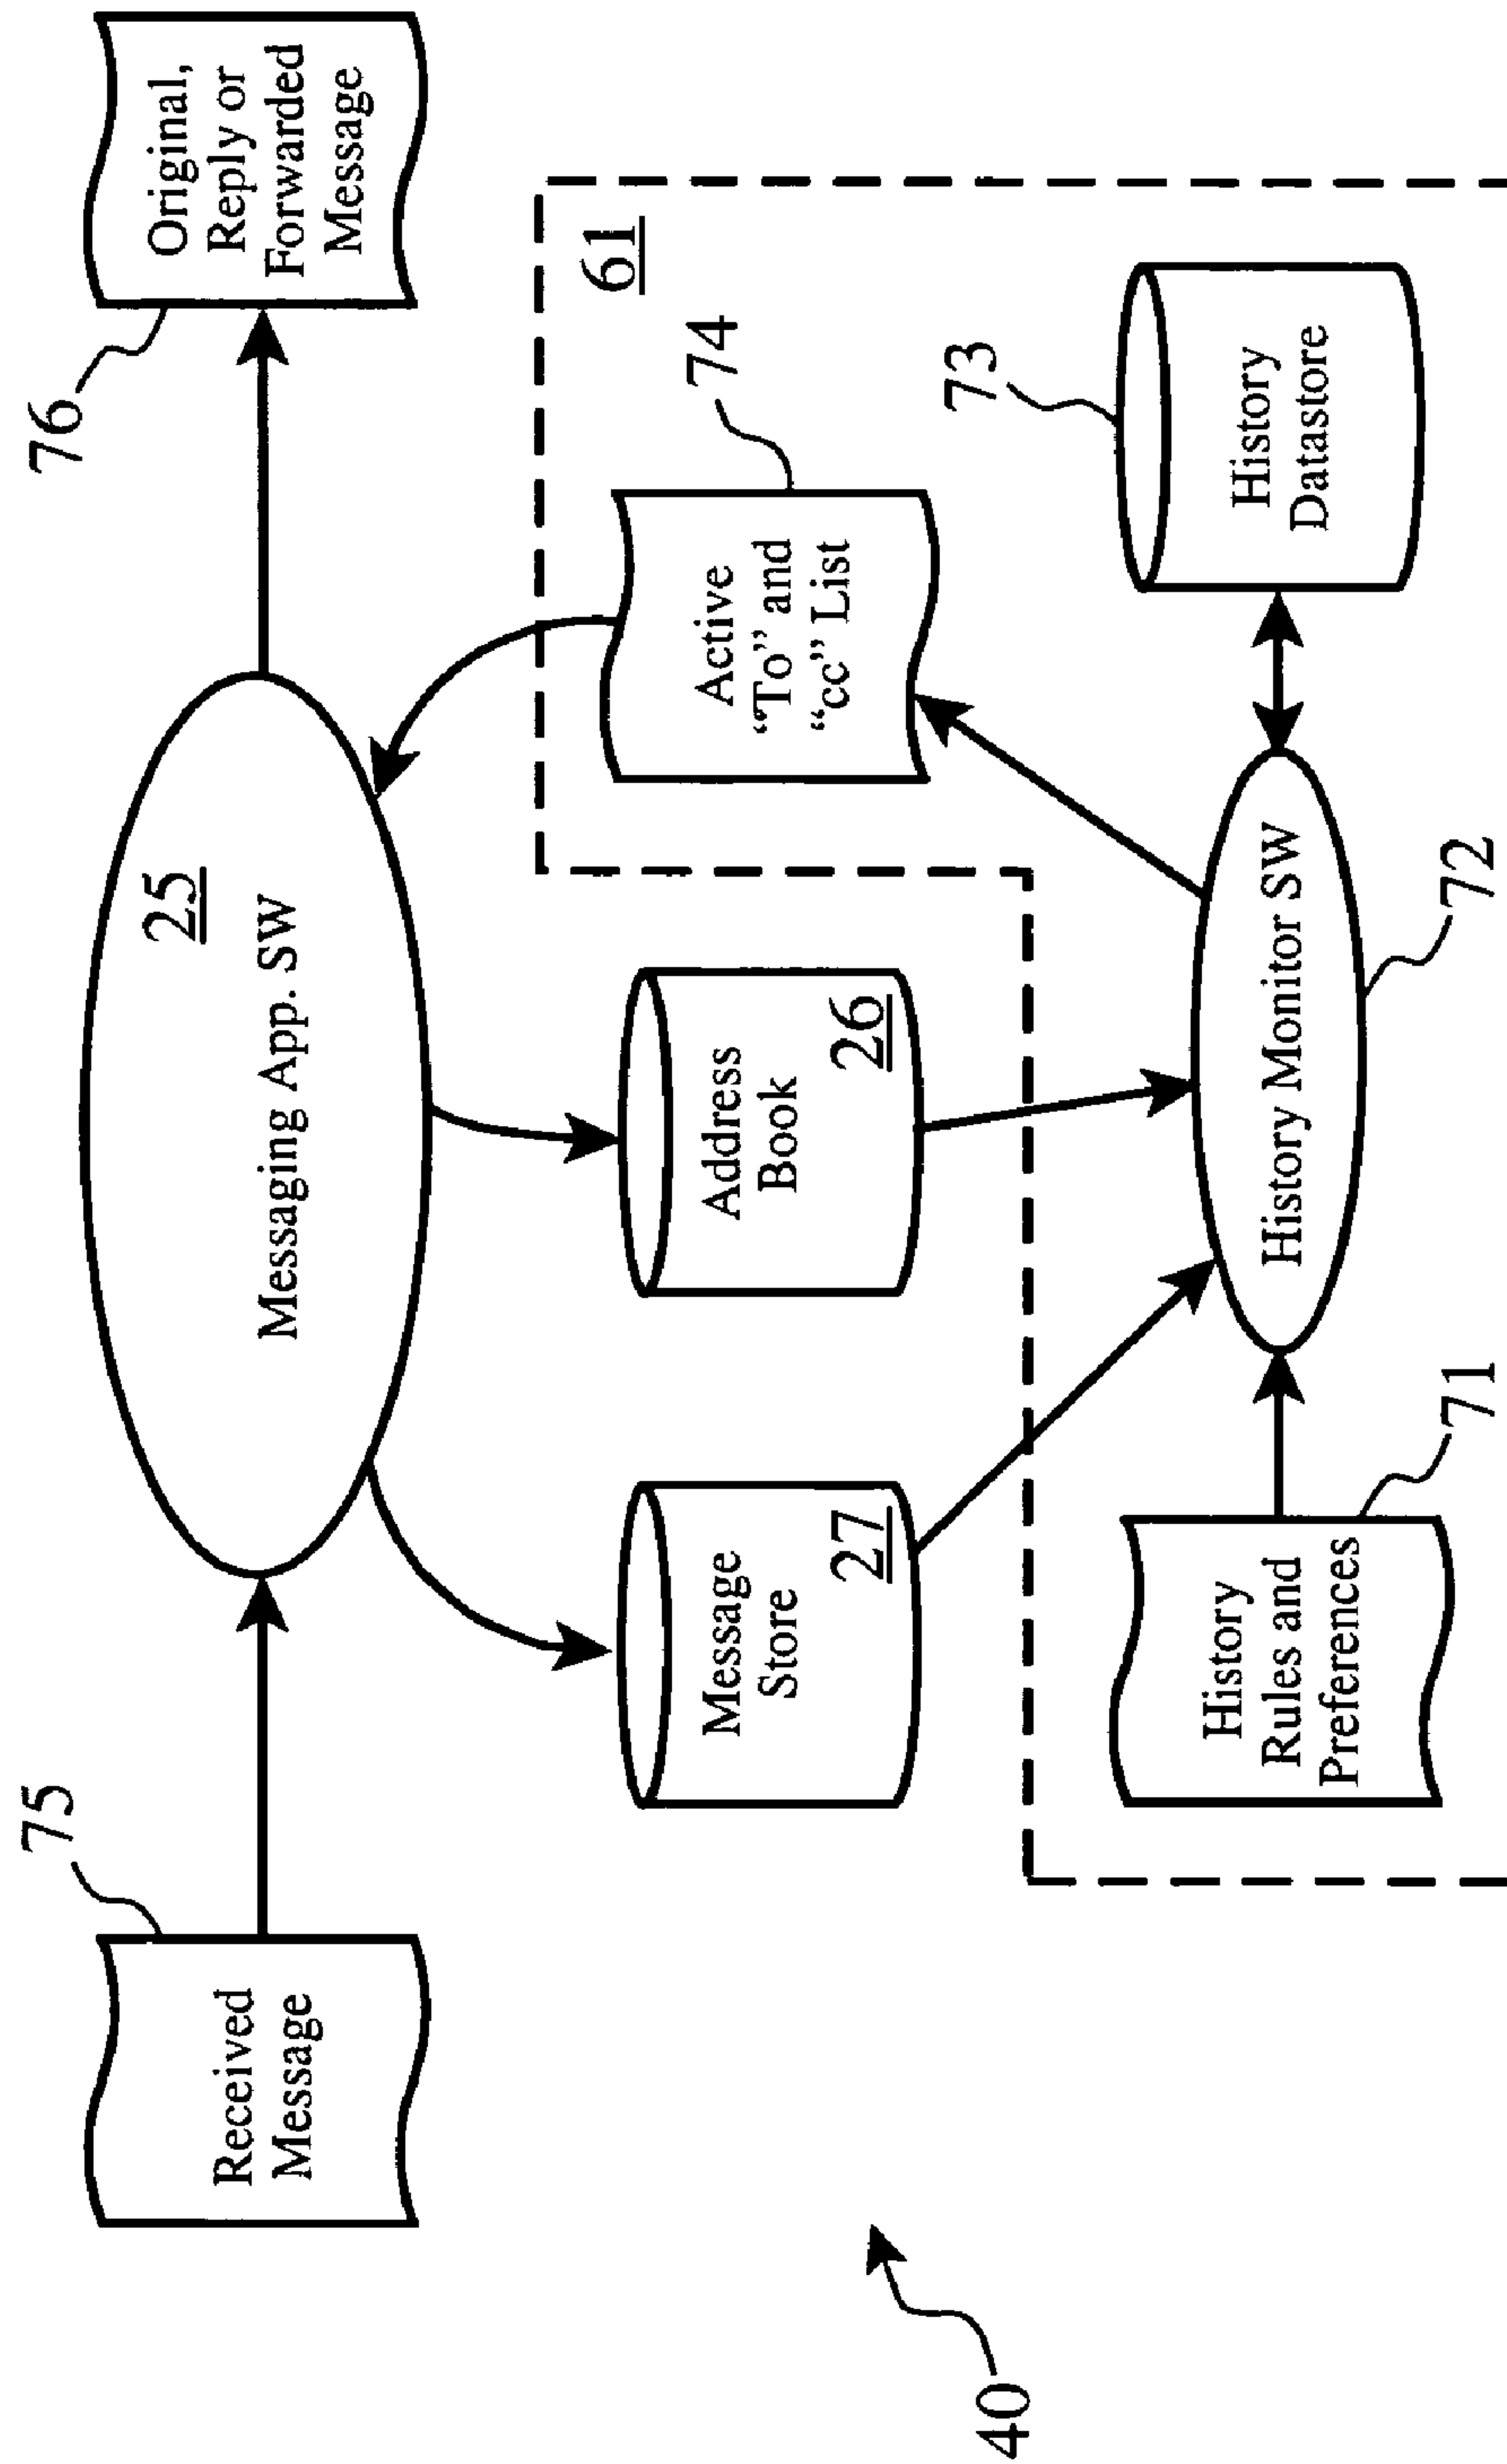 75
Received
Message
25
Messaging App. SW
76
Original,
Reply or
Forwarded
Message
Message
Store
27
Address
Book
26
61
Active
“To” and
“cc” List
74
40
History
Rules and
Preferences
71
History Monitor SW
72
73
History
Datastore